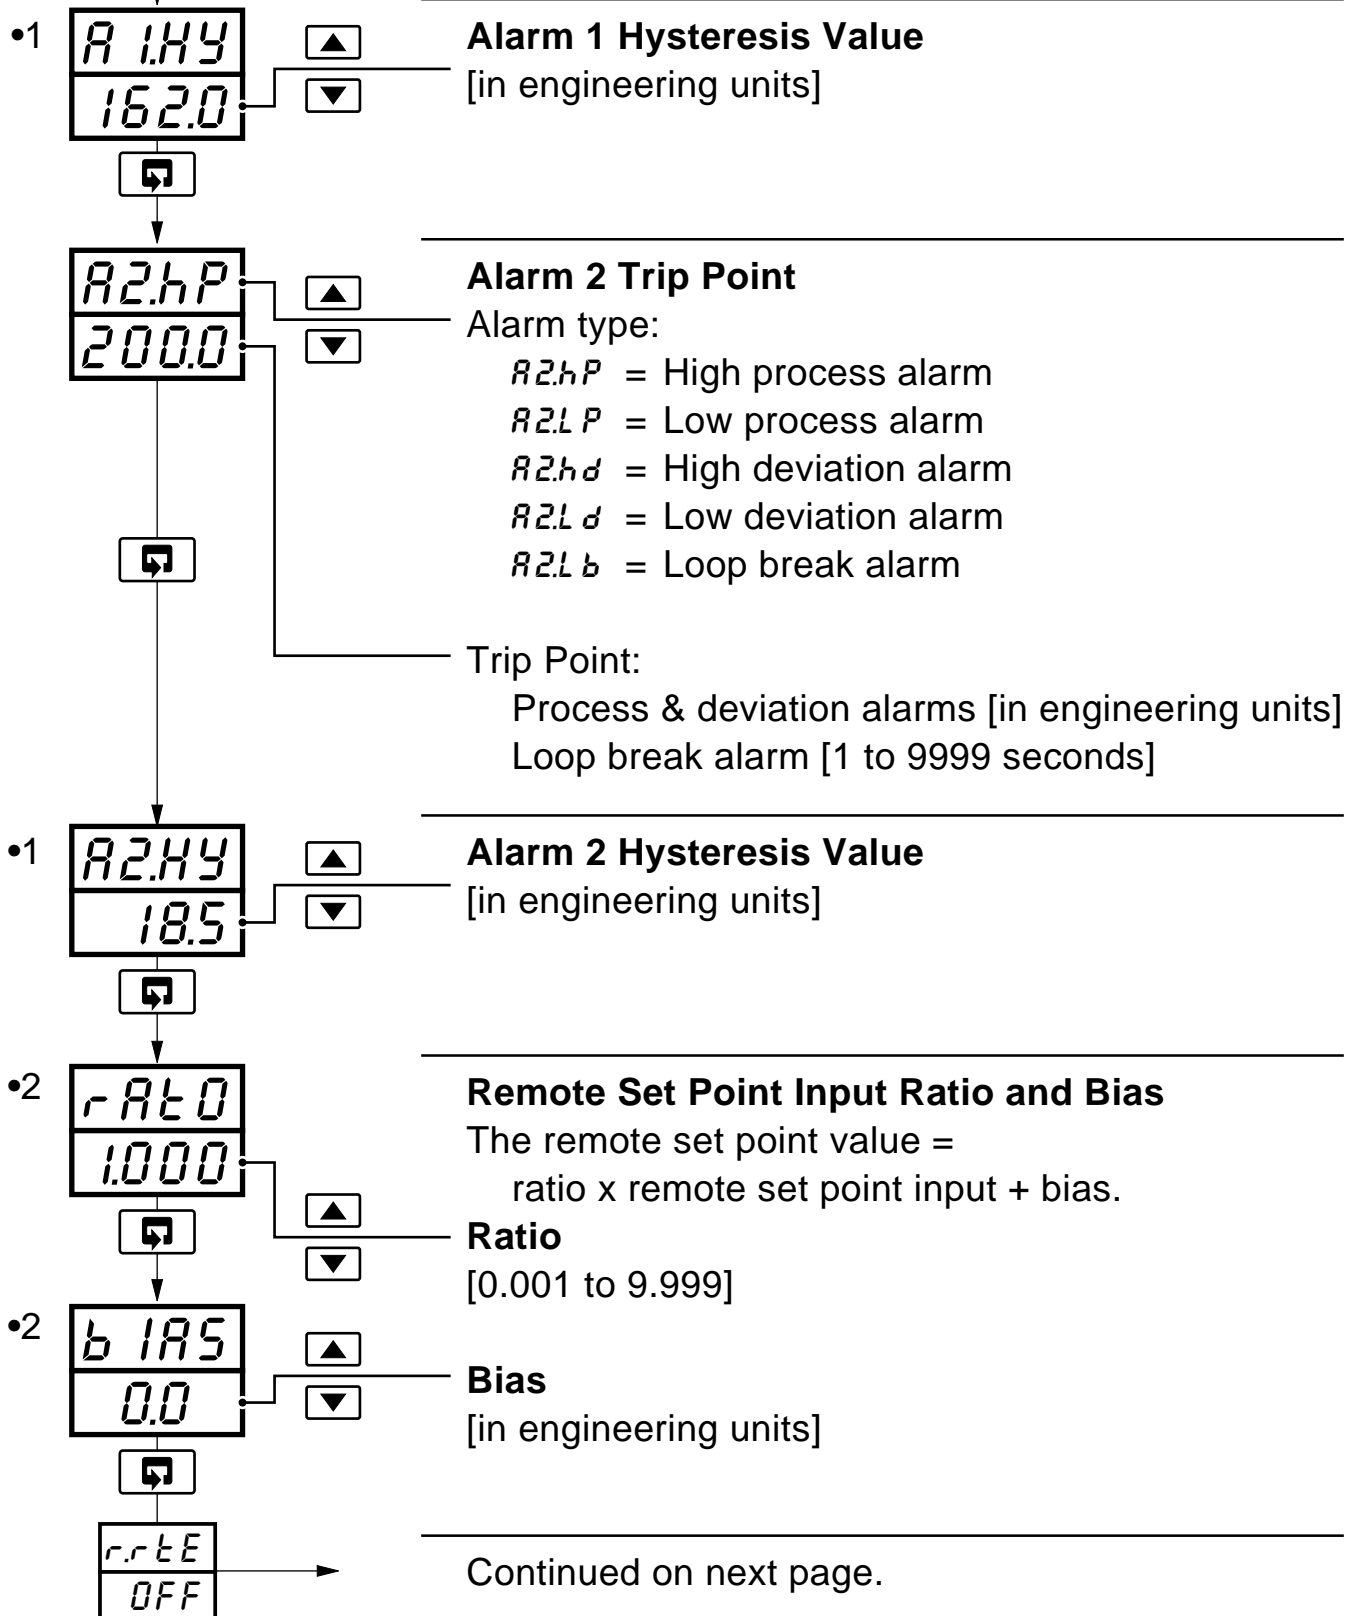 •1
A1.HY
162.0
Alarm 1 Hysteresis Value
[in engineering units]
A2.hP
200.0
Alarm 2 Trip Point
Alarm type:
A2.hP = High process alarm
A2.LP = Low process alarm
A2.hd = High deviation alarm
A2.Ld = Low deviation alarm
A2.Lb = Loop break alarm
Trip Point:
Process & deviation alarms [in engineering units]
Loop break alarm [1 to 9999 seconds]
•1
A2.HY
18.5
Alarm 2 Hysteresis Value
[in engineering units]
•2
rAtO
1.000
Remote Set Point Input Ratio and Bias
The remote set point value =
ratio x remote set point input + bias.
Ratio
[0.001 to 9.999]
•2
bIAS
0.0
Bias
[in engineering units]
r.rtE
OFF
Continued on next page.